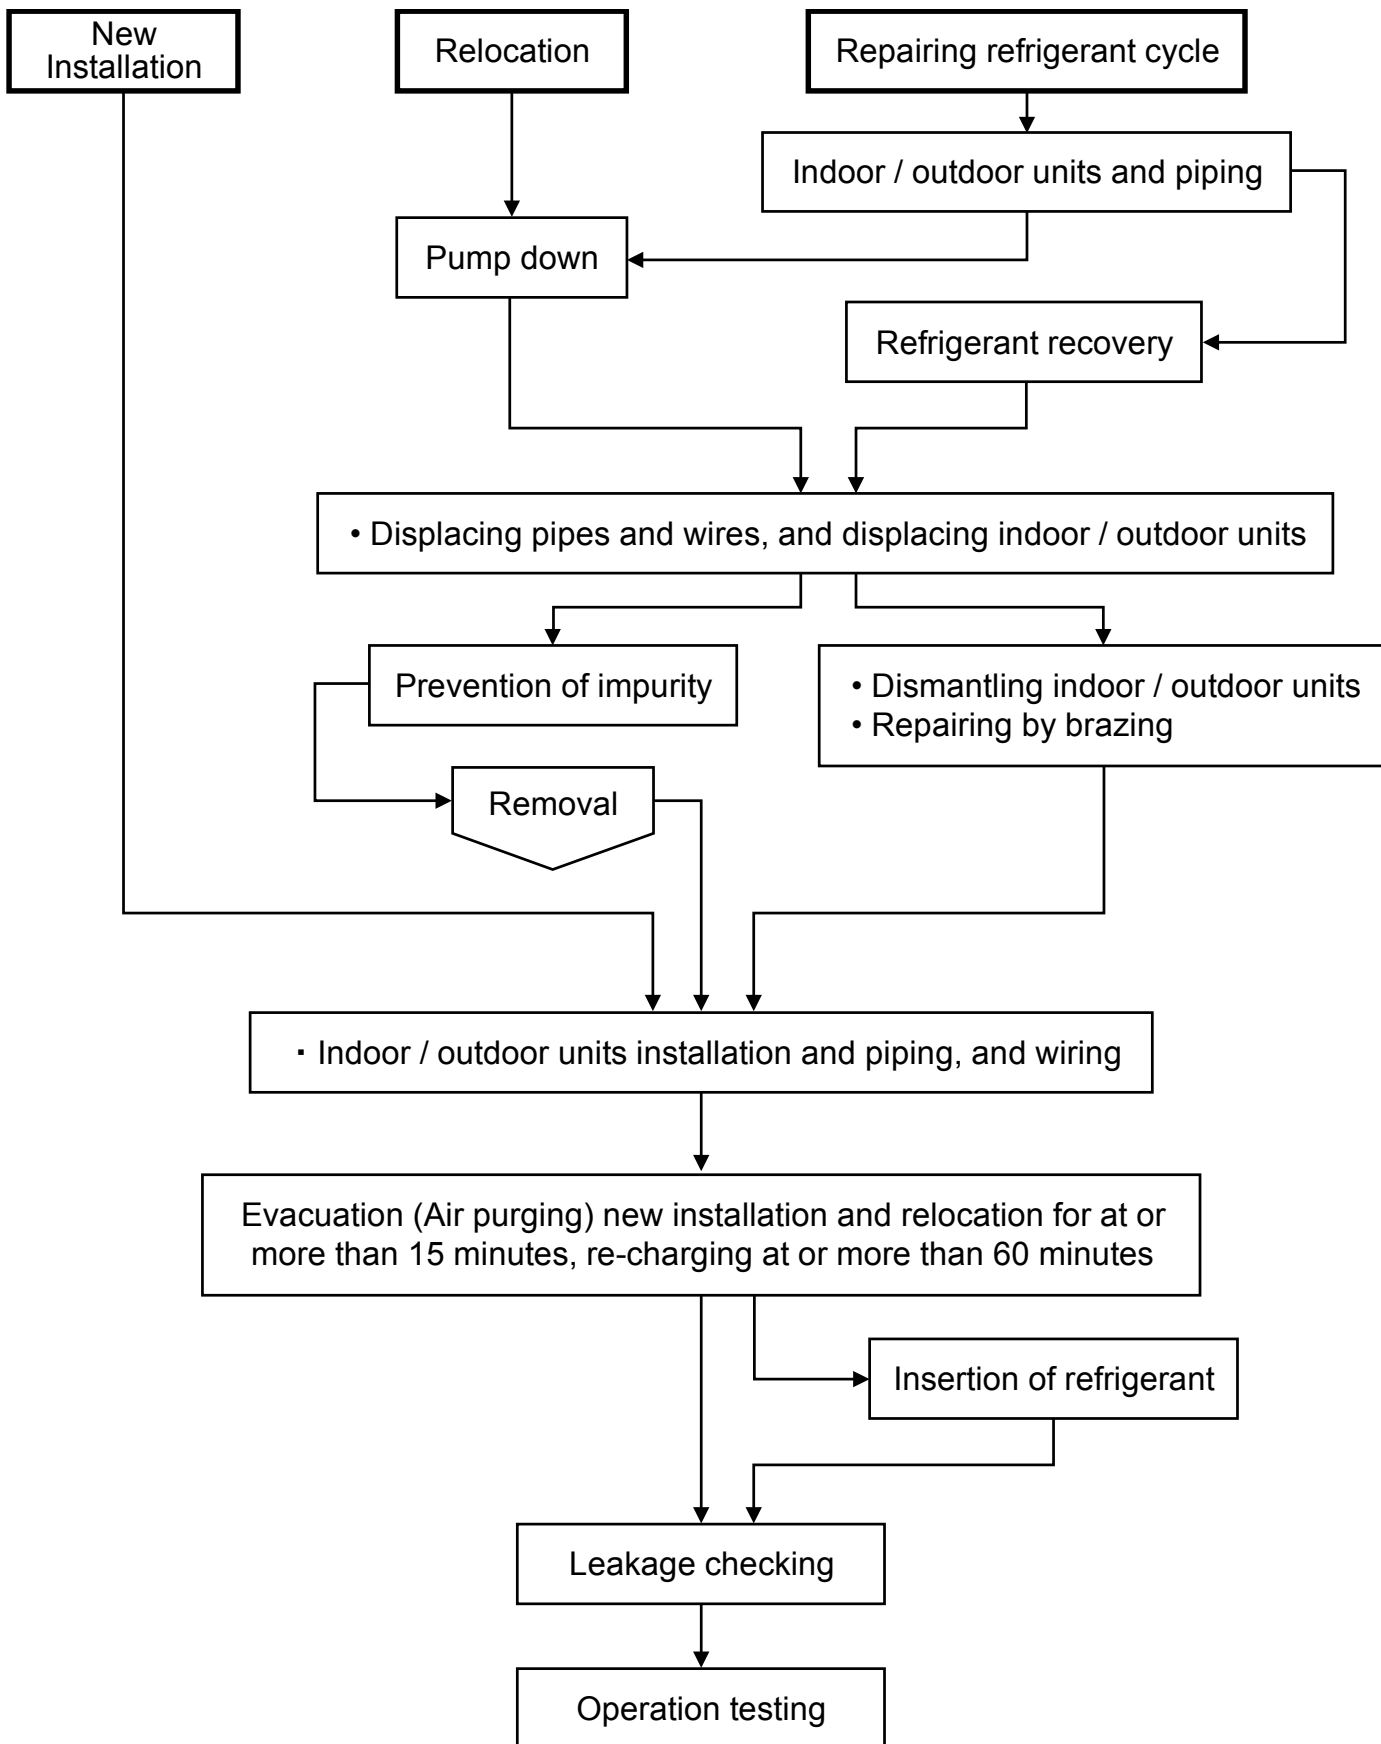 New
Installation
Relocation
Repairing refrigerant cycle
Indoor / outdoor units and piping
Pump down
Refrigerant recovery
• Displacing pipes and wires, and displacing indoor / outdoor units
Prevention of impurity
• Dismantling indoor / outdoor units
• Repairing by brazing
Removal
・Indoor / outdoor units installation and piping, and wiring
Evacuation (Air purging) new installation and relocation for at or
more than 15 minutes, re-charging at or more than 60 minutes
Insertion of refrigerant
Leakage checking
Operation testing